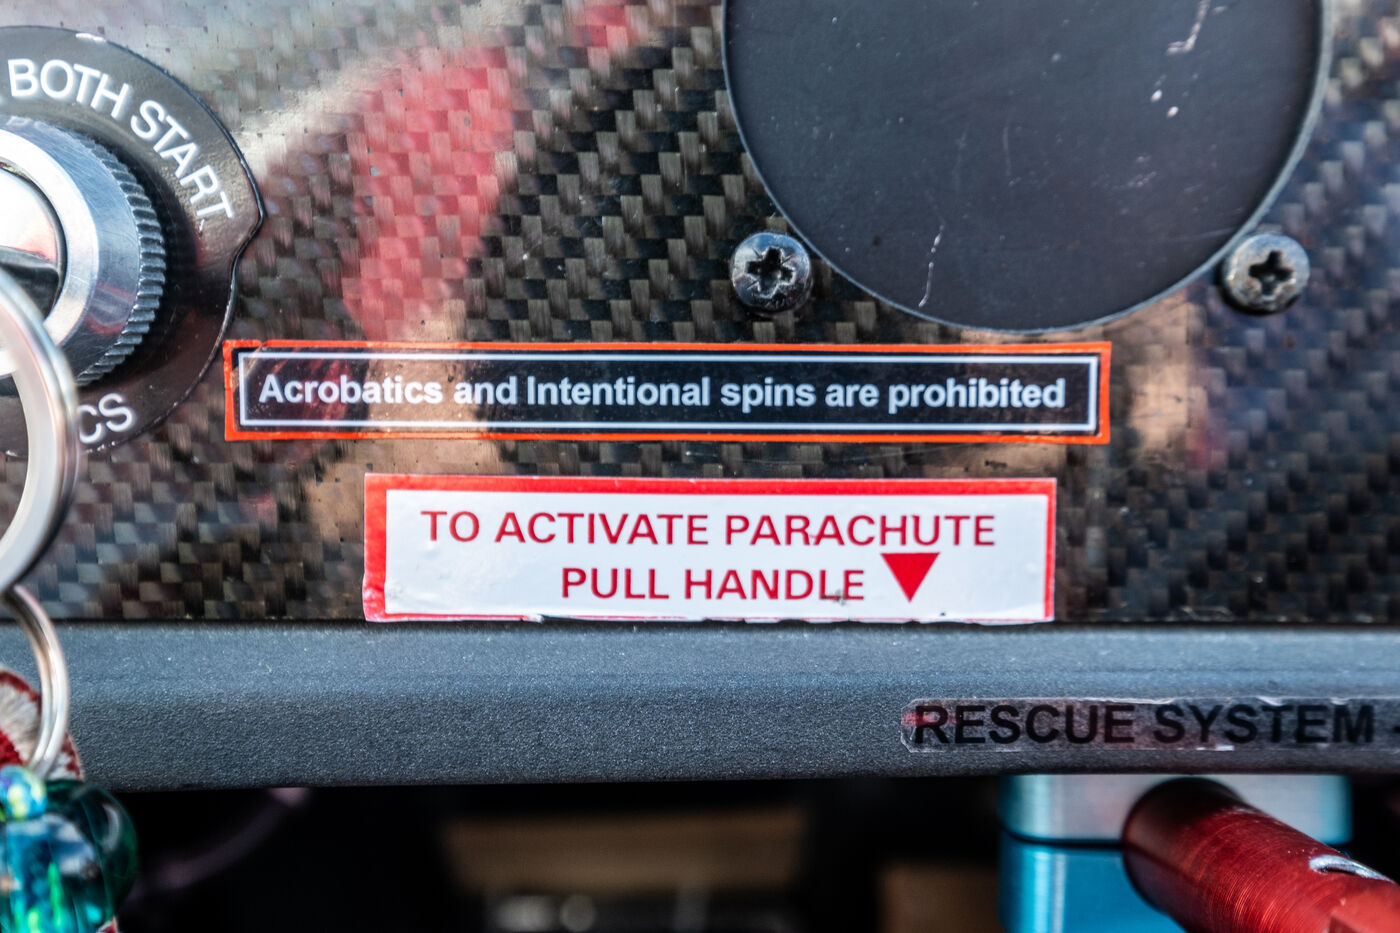 BOTH START
CS
Acrobatics and Intentional spins are prohibited
TO ACTIVATE PARACHUTE
PULL HANDLE
RESCUE SYSTEM